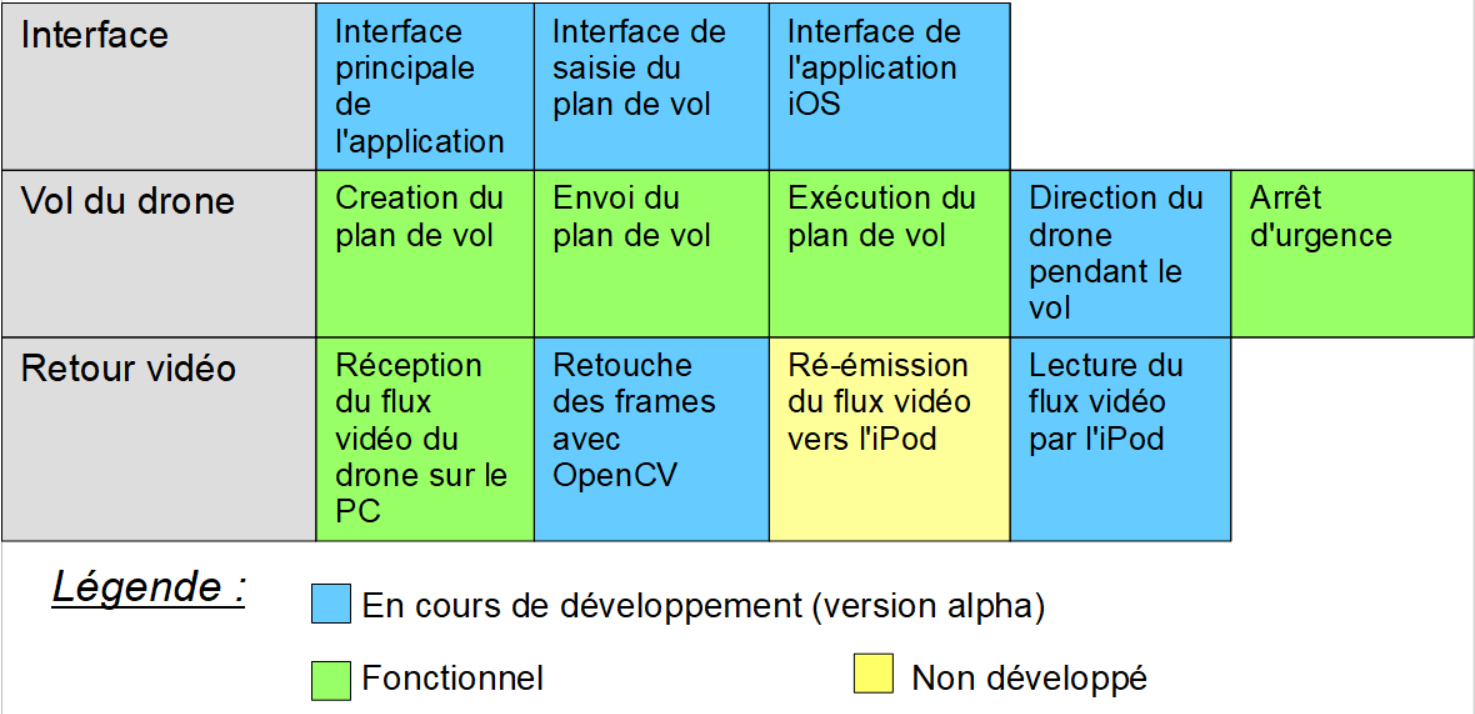 Interface
Interface
principale
de
l'application
Interface de
saisie du
plan de vol
Interface de
l'application
iOS
Vol du drone
Creation du
plan de vol
Envoi du
plan de vol
Exécution du
plan de vol
Direction du
drone
pendant le
vol
Arrêt
d'urgence
Retour vidéo
Réception
du flux
vidéo du
drone sur le
PC
Retouche
des frames
avec
OpenCV
Ré-émission
du flux vidéo
vers l'iPod
Lecture du
flux vidéo
par l'iPod
Légende :
En cours de développement (version alpha)
Fonctionnel
Non développé